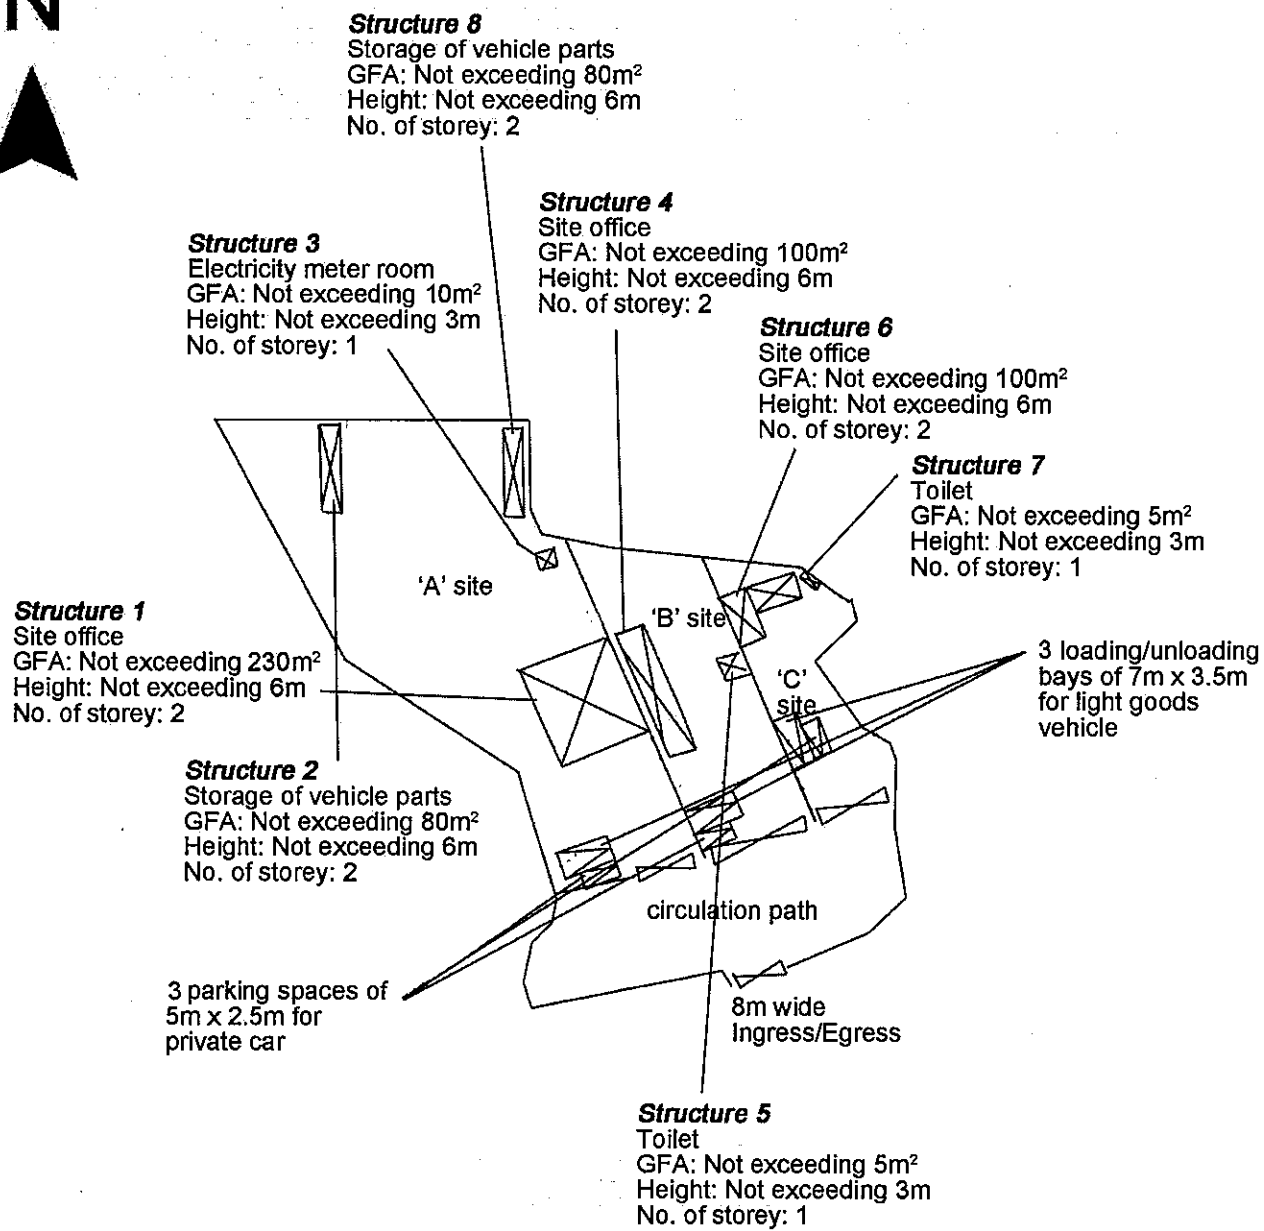 N
Structure 8
Storage of vehicle parts
GFA: Not exceeding 80m²
Height: Not exceeding 6m
No. of storey: 2
Structure 4
Site office
GFA: Not exceeding 100m²
Height: Not exceeding 6m
No. of storey: 2
Structure 3
Electricity meter room
GFA: Not exceeding 10m²
Height: Not exceeding 3m
No. of storey: 1
Structure 6
Site office
GFA: Not exceeding 100m²
Height: Not exceeding 6m
No. of storey: 2
Structure 7
Toilet
GFA: Not exceeding 5m²
Height: Not exceeding 3m
No. of storey: 1
'A' site
'B' site
'C'
site
Structure 1
Site office
GFA: Not exceeding 230m²
Height: Not exceeding 6m
No. of storey: 2
3 loading/unloading
bays of 7m x 3.5m
for light goods
vehicle
Structure 2
Storage of vehicle parts
GFA: Not exceeding 80m²
Height: Not exceeding 6m
No. of storey: 2
circulation path
3 parking spaces of
5m x 2.5m for
private car
8m wide
Ingress/Egress
Structure 5
Toilet
GFA: Not exceeding 5m²
Height: Not exceeding 3m
No. of storey: 1